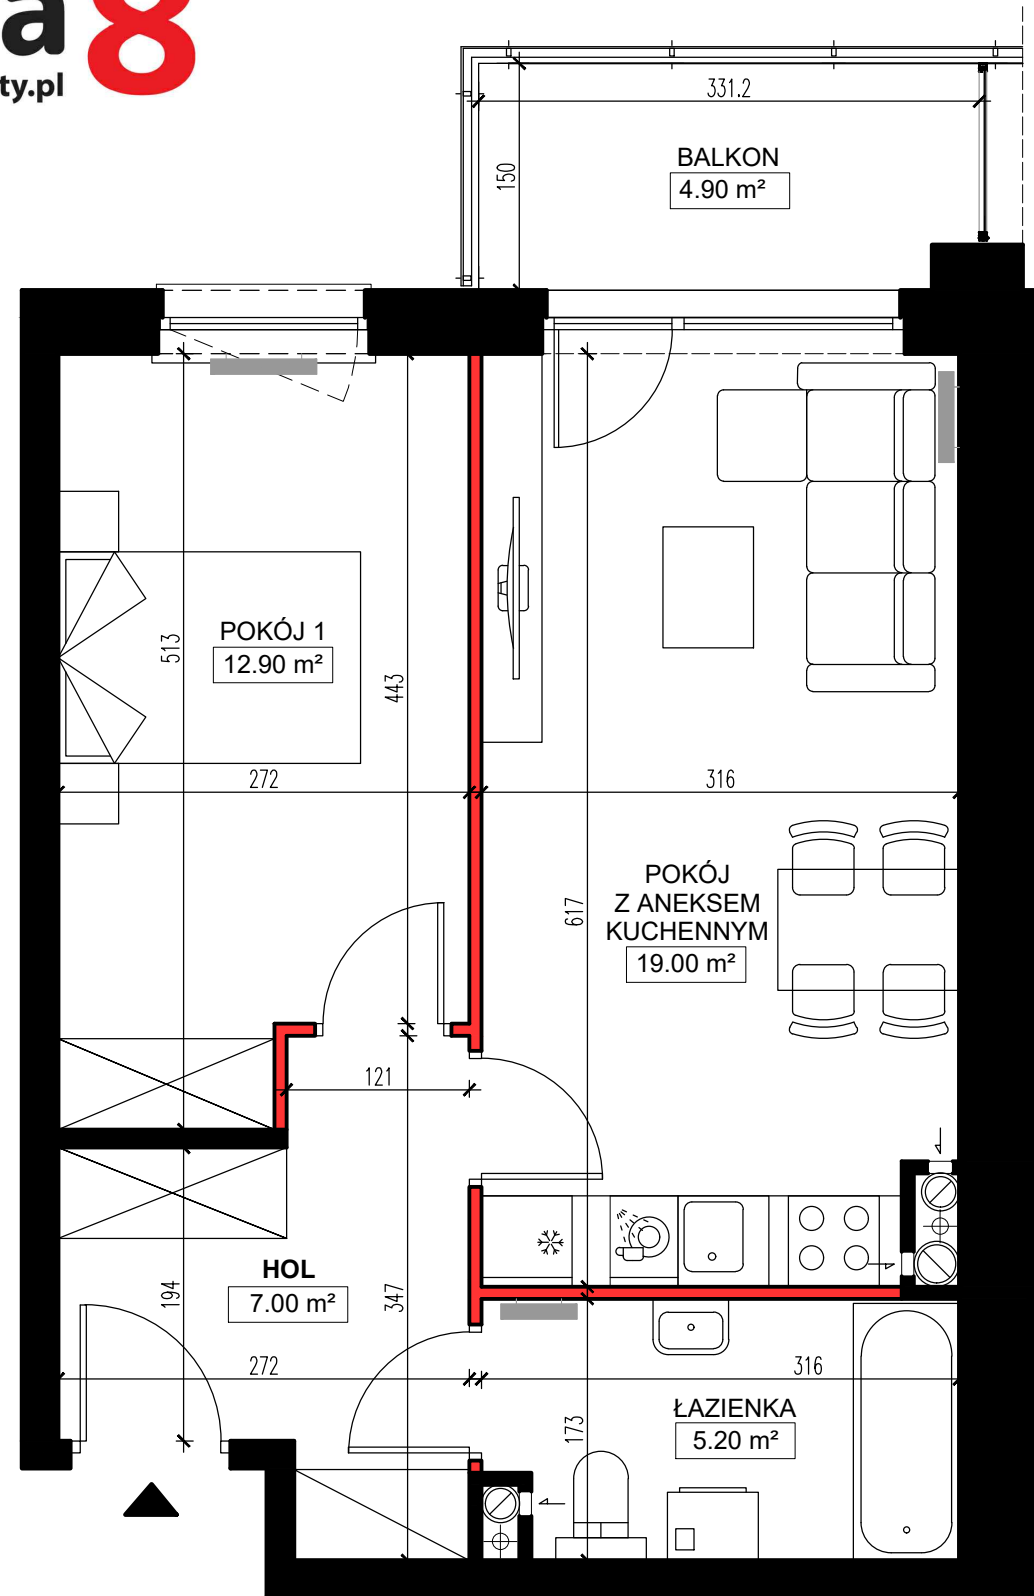 a8
ty.pl
331.2
150
BALKON
4.90 m²
POKÓJ 1
12.90 m²
513
443
272
316
POKÓJ
Z ANEKSEM
KUCHENNYM
19.00 m²
617
121
HOL
7.00 m²
194
347
272
316
ŁAZIENKA
5.20 m²
173